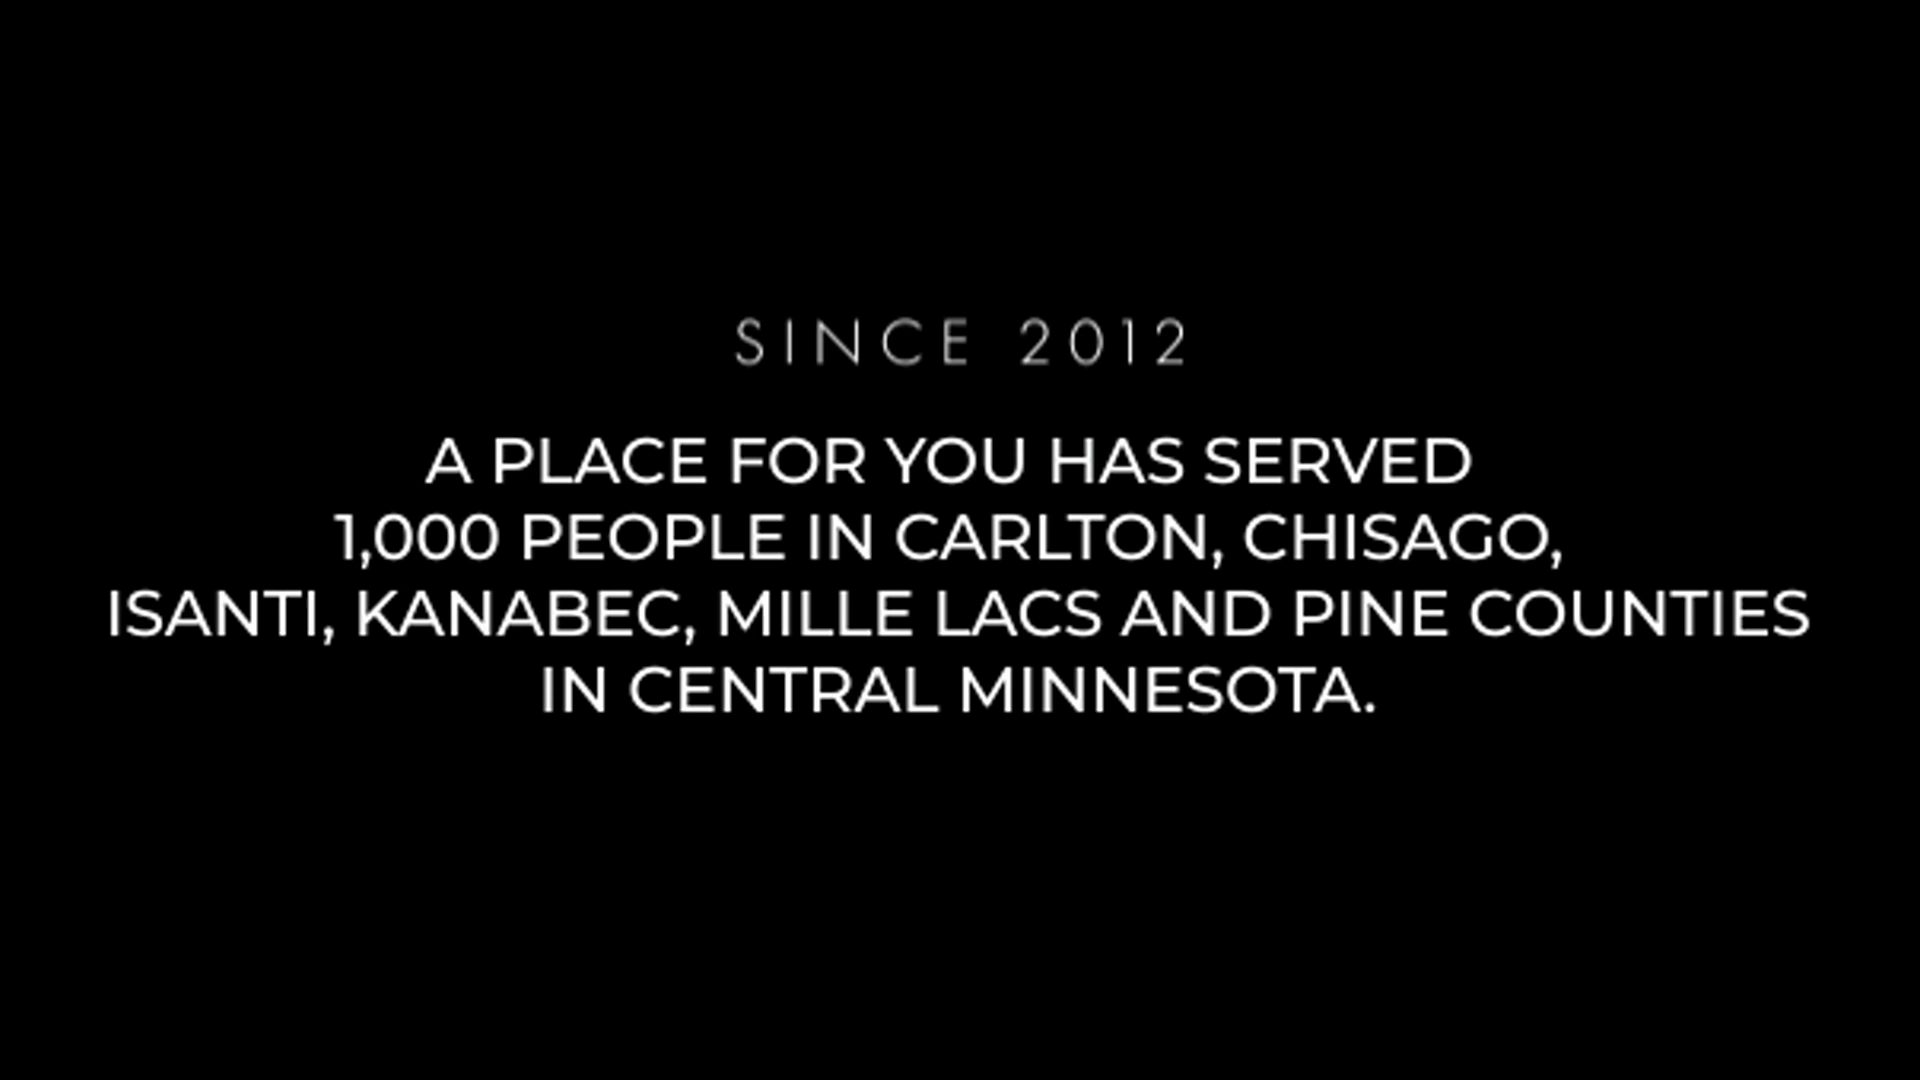 SINCE 2012
A PLACE FOR YOU HAS SERVED
1,000 PEOPLE IN CARLTON, CHISAGO,
ISANTI, KANABEC, MILLE LACS AND PINE COUNTIES
IN CENTRAL MINNESOTA.